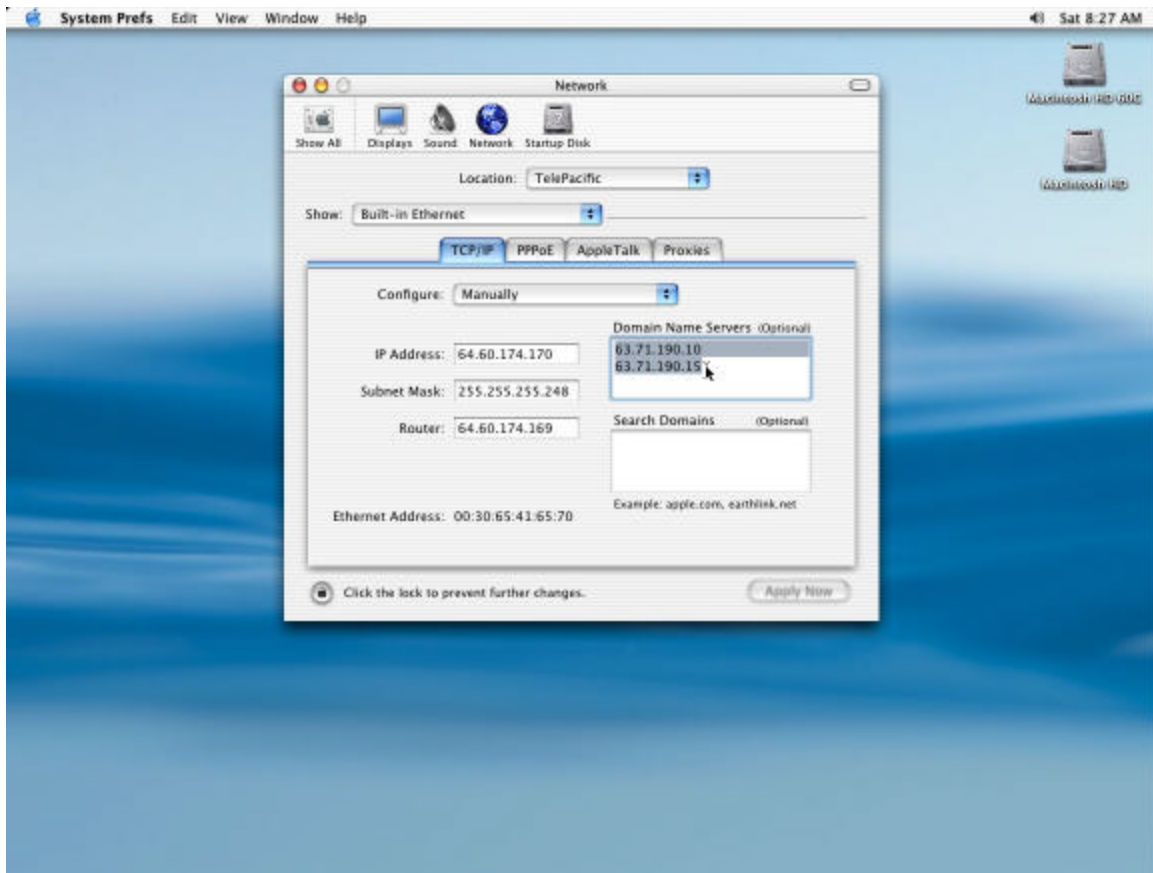 System Prefs Edit View Window Help Sat 8:27 AM
Network
Show All Displays Sound Network Startup Disk
Location: TelePacific
Show: Built-in Ethernet
TCP/IP PPPoE AppleTalk Proxies
Configure: Manually
Domain Name Servers (Optional)
63.71.190.10
IP Address: 64.60.174.170
63.71.190.15
Subnet Mask: 255.255.255.248
Search Domains (Optional)
Router: 64.60.174.169
Example: apple.com, earthlink.net
Ethernet Address: 00:30:65:41:65:70
Click the lock to prevent further changes.
Apply Now
Macintosh HD
Macintosh HD